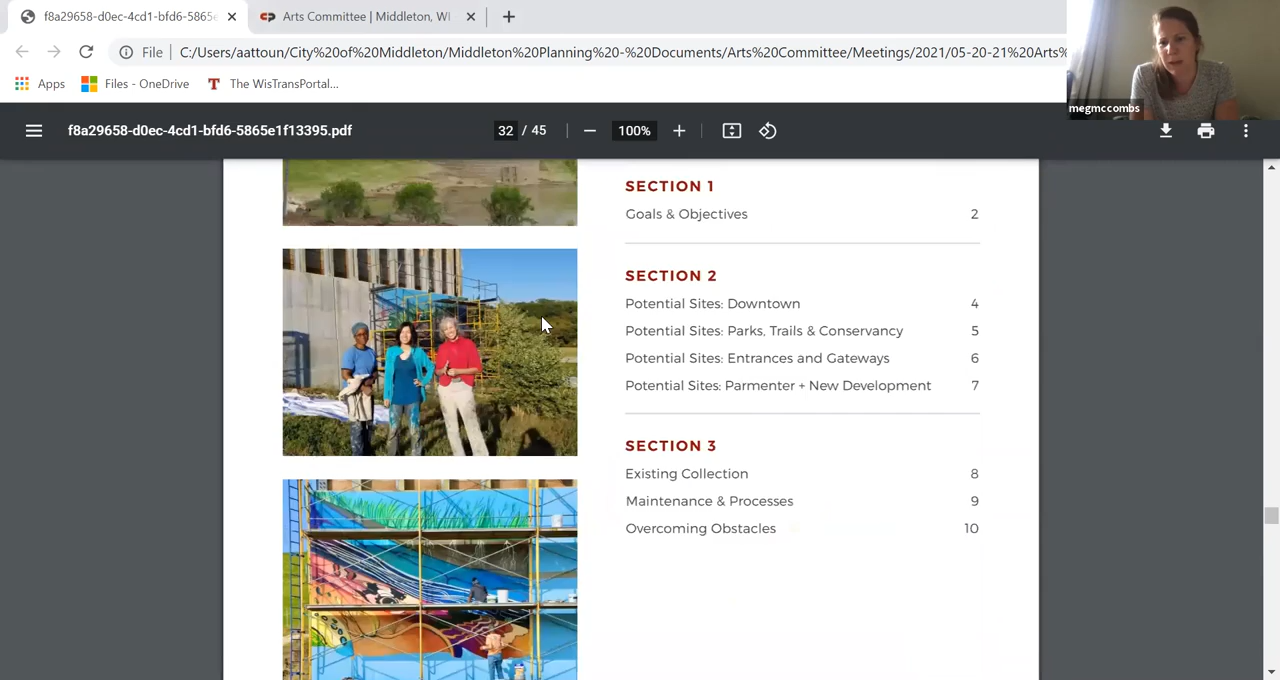 f8a29658-d0ec-4cd1-bfd6-5865e
Arts Committee | Middleton, WI
File
C:/Users/aattoun/City%20of%20Middleton/Middleton%20Planning%20-%20Documents/Arts%20Committee/Meetings/2021/05-20-21%20Arts%
Apps
Files - OneDrive
The WisTransPortal...
megmccombs
f8a29658-d0ec-4cd1-bfd6-5865e1f13395.pdf
32 / 45
100%
SECTION 1
Goals & Objectives 2
SECTION 2
Potential Sites: Downtown 4
Potential Sites: Parks, Trails & Conservancy 5
Potential Sites: Entrances and Gateways 6
Potential Sites: Parmenter + New Development 7
SECTION 3
Existing Collection 8
Maintenance & Processes 9
Overcoming Obstacles 10